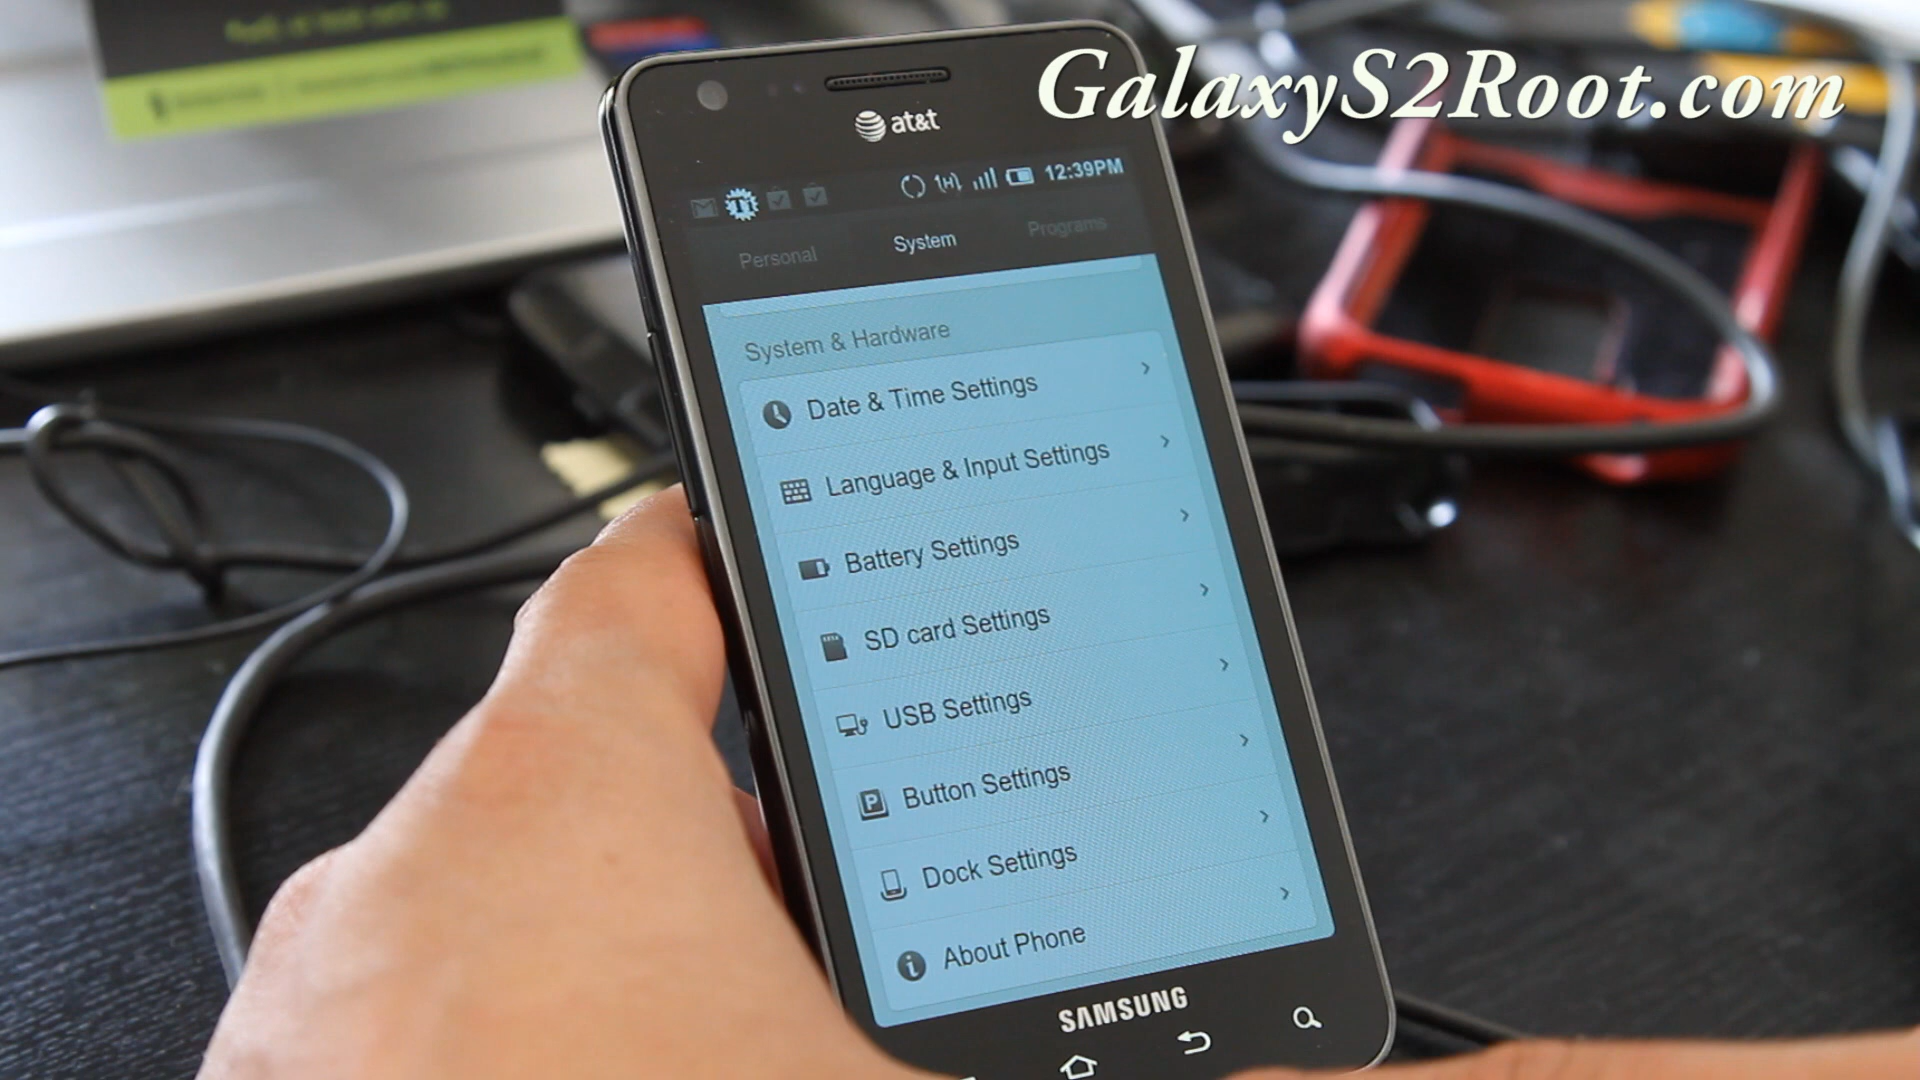 GalaxyS2Root.com
at&t
12:39PM
Personal System Programs
System & Hardware
Date & Time Settings
Language & Input Settings
Battery Settings
SD card Settings
USB Settings
Button Settings
Dock Settings
About Phone
SAMSUNG